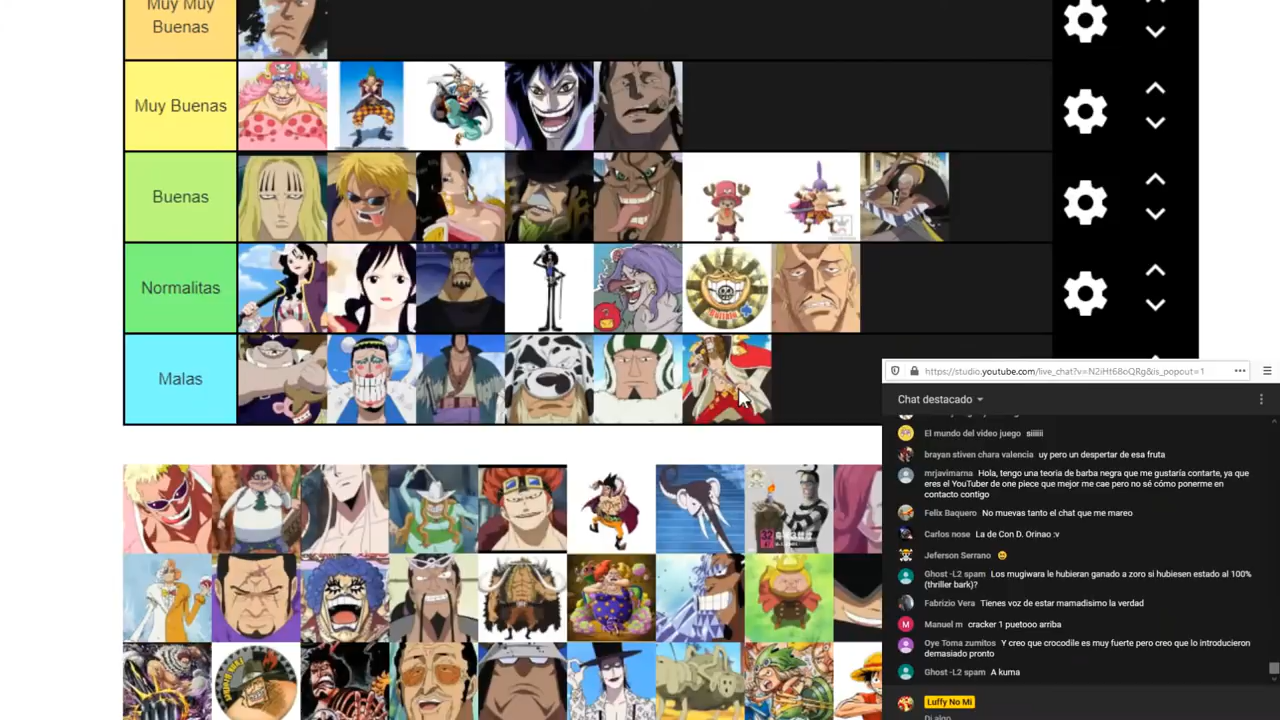 Muy Muy
Buenas
Muy Buenas
Buenas
Normalitas
Malas
https://studio.youtube.com/live_chat?v=N2iHt68oQRg&is_popout=1
Chat destacado
El mundo del video juego siiiiii
brayan stiven chara valencia uy pero un despertar de esa fruta
mrjavimarna Hola, tengo una teoria de barba negra que me gustaría contarte, ya que
eres el YouTuber de one piece que mejor me cae pero no sé cómo ponerme en
contacto contigo
Felix Baquero No muevas tanto el chat que me mareo
Carlos nose La de Con D. Orinao :v
Jeferson Serrano
Ghost -L2 spam Los mugiwara le hubieran ganado a zoro si hubiesen estado al 100%
(thriller bark)?
Fabrizio Vera Tienes voz de estar mamadisimo la verdad
Manuel m cracker 1 puetooo arriba
Oye Toma zumitos Y creo que crocodile es muy fuerte pero creo que lo introducieron
demasiado pronto
Ghost -L2 spam A kuma
Luffy No Mi
Di algo